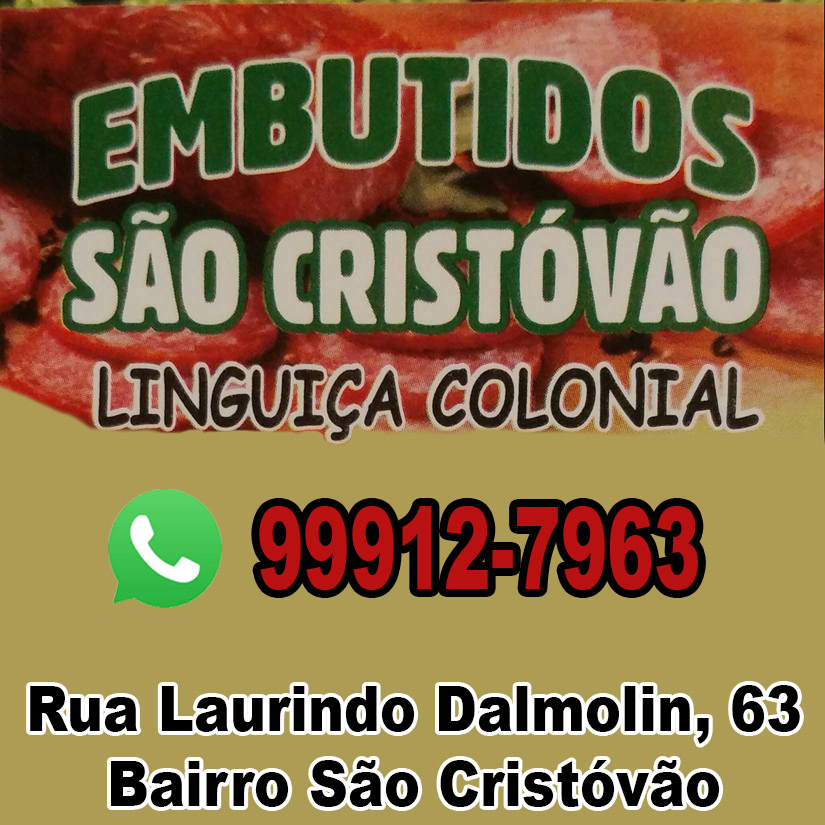 EMBUTIDOS
SÃO CRISTÓVÃO
LINGUIÇA COLONIAL
99912-7963
Rua Laurindo Dalmolin, 63
Bairro São Cristóvão